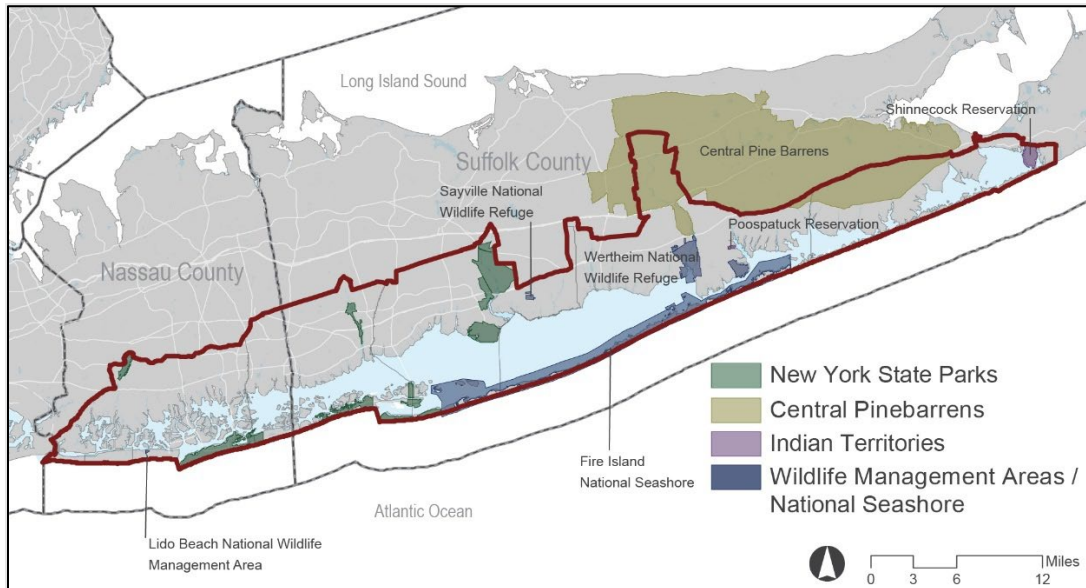 Long Island Sound
Shinnecock Reservation
Central Pine Barrens
Suffolk County
Sayville National
Wildlife Refuge
Poospatuck Reservation
Wertheim National
Wildlife Refuge
Nassau County
New York State Parks
Central Pinebarrens
Indian Territories
Wildlife Management Areas /
National Seashore
Fire Island
National Seashore
Atlantic Ocean
Lido Beach National Wildlife
Management Area
Miles
0 3 6 12